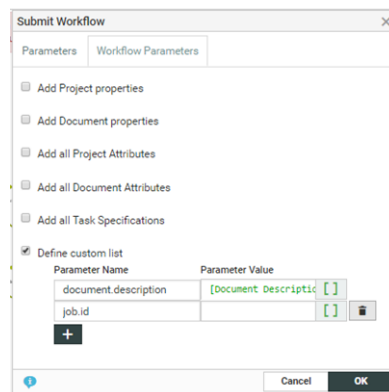 Submit Workflow
Parameters Workflow Parameters
Add Project properties
Add Document properties
Add all Project Attributes
Add all Document Attributes
Add all Task Specifications
Define custom list
Parameter Name Parameter Value
document.description [Document Descriptio []
job.id []
+
Cancel OK